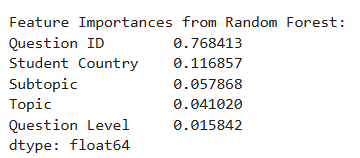 Feature Importances from Random Forest:
Question ID        0.768413
Student Country    0.116857
Subtopic           0.057868
Topic              0.041020
Question Level     0.015842
dtype: float64